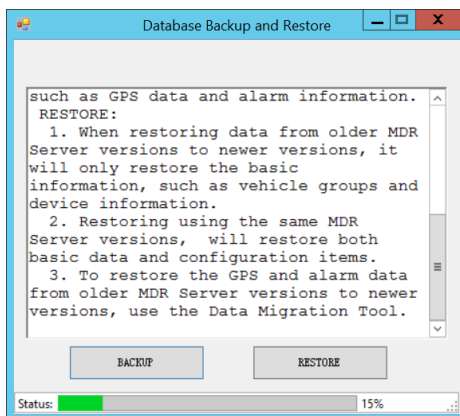 Database Backup and Restore
such as GPS data and alarm information.
RESTORE:
1. When restoring data from older MDR
Server versions to newer versions, it
will only restore the basic
information, such as vehicle groups and
device information.
2. Restoring using the same MDR
Server versions,  will restore both
basic data and configuration items.
3. To restore the GPS and alarm data
from older MDR Server versions to newer
versions, use the Data Migration Tool.
BACKUP
RESTORE
Status:
15%